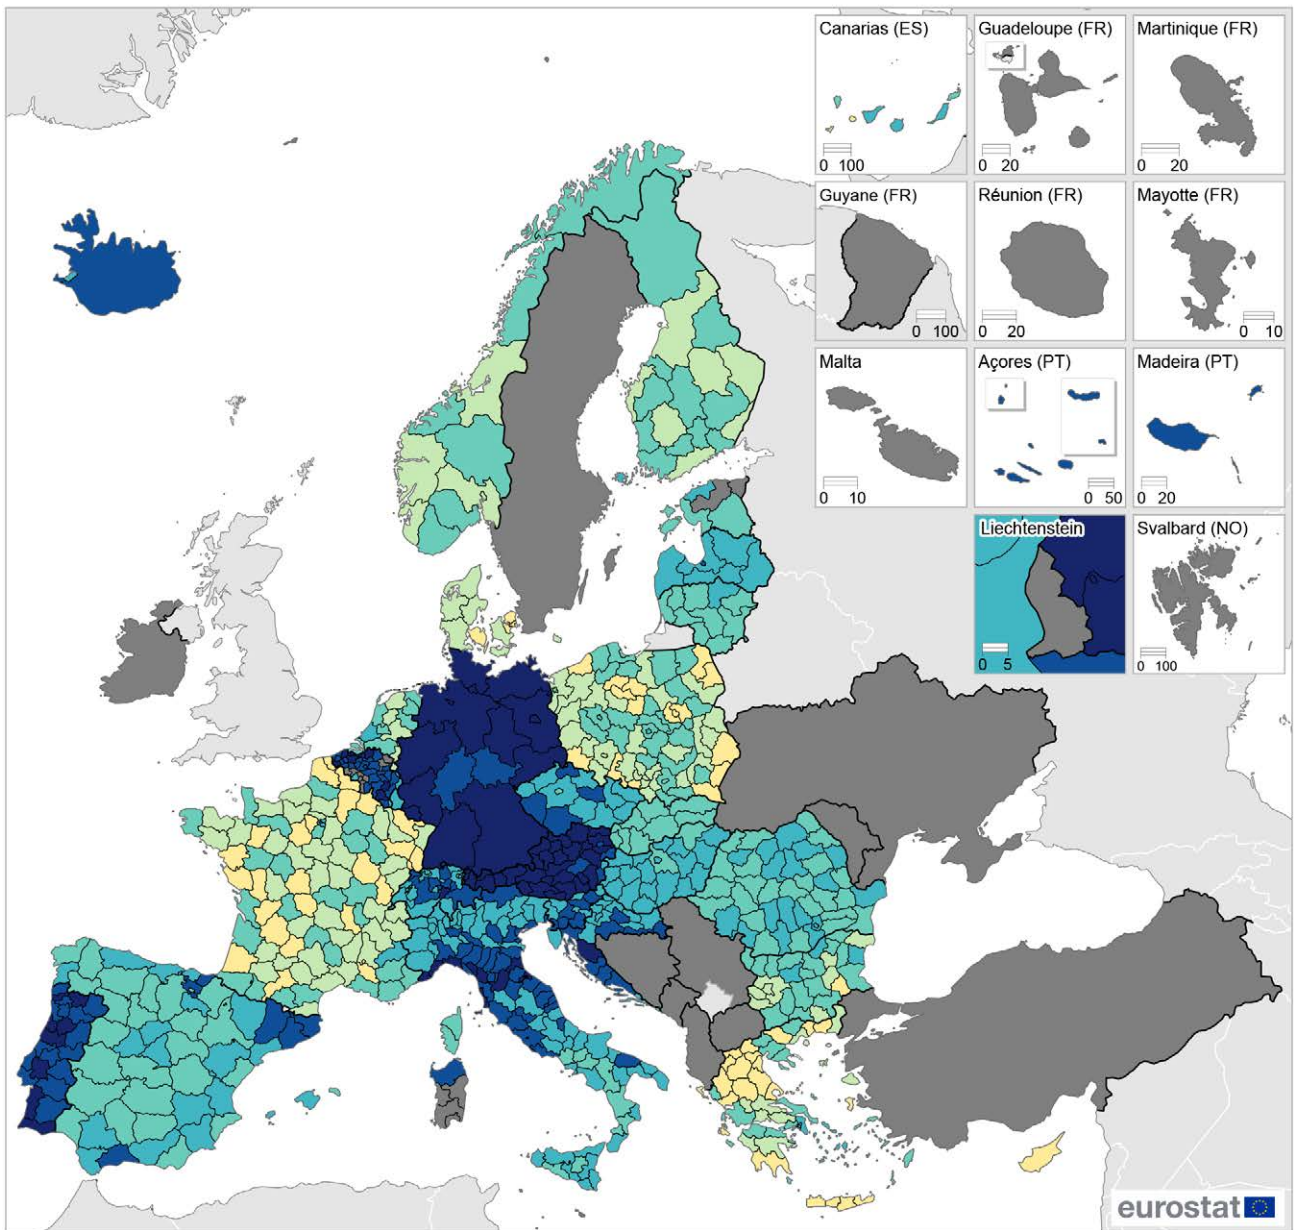 Canarias (ES)
0 100
Guadeloupe (FR)
0 20
Martinique (FR)
0 20
Guyane (FR)
0 100
Réunion (FR)
0 20
Mayotte (FR)
0 10
Malta
0 10
Açores (PT)
0 50
Madeira (PT)
0 20
Liechtenstein
0 5
Svalbard (NO)
0 100
eurostat